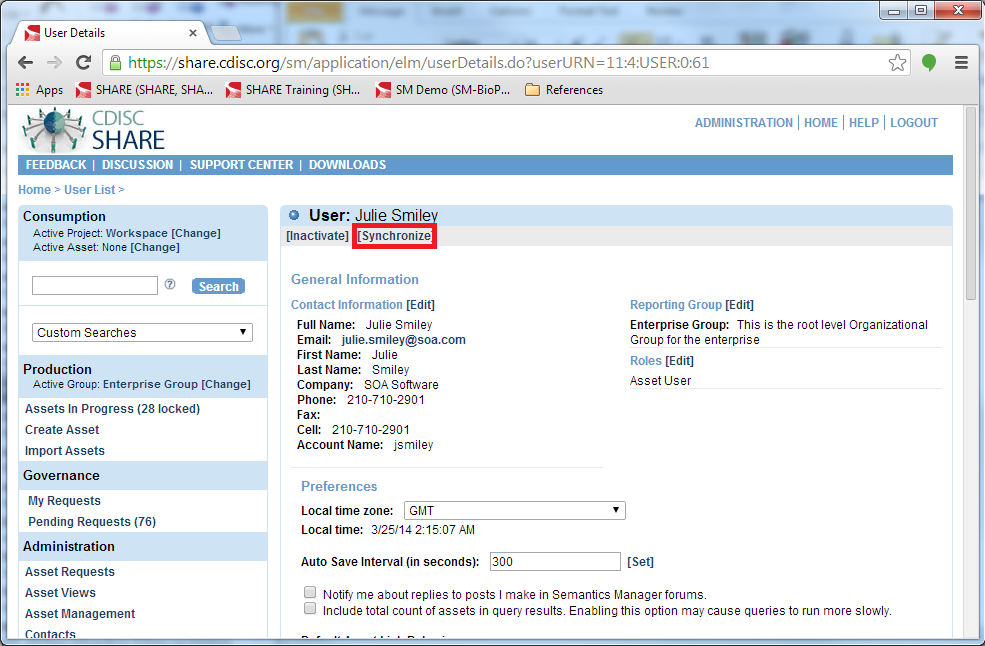 User Details
https://share.cdisc.org/sm/application/elm/userDetails.do?userURN=11:4:USER:0:61
Apps SHARE (SHARE, SHA... SHARE Training (SH... SM Demo (SM-BioP... References
CDISC
SHARE
ADMINISTRATION | HOME | HELP | LOGOUT
FEEDBACK | DISCUSSION | SUPPORT CENTER | DOWNLOADS
Home > User List >
Consumption
Active Project: Workspace [Change]
Active Asset: None [Change]
? Search
Custom Searches
Production
Active Group: Enterprise Group [Change]
Assets In Progress (28 locked)
Create Asset
Import Assets
Governance
My Requests
Pending Requests (76)
Administration
Asset Requests
Asset Views
Asset Management
Contacts
User: Julie Smiley
[Inactivate] [Synchronize]
General Information
Contact Information [Edit]
Full Name: Julie Smiley
Email: julie.smiley@soa.com
First Name: Julie
Last Name: Smiley
Company: SOA Software
Phone: 210-710-2901
Fax:
Cell: 210-710-2901
Account Name: jsmiley
Reporting Group [Edit]
Enterprise Group: This is the root level Organizational
Group for the enterprise
Roles [Edit]
Asset User
Preferences
Local time zone: GMT
Local time: 3/25/14 2:15:07 AM
Auto Save Interval (in seconds): 300 [Set]
Notify me about replies to posts I make in Semantics Manager forums.
Include total count of assets in query results. Enabling this option may cause queries to run more slowly.